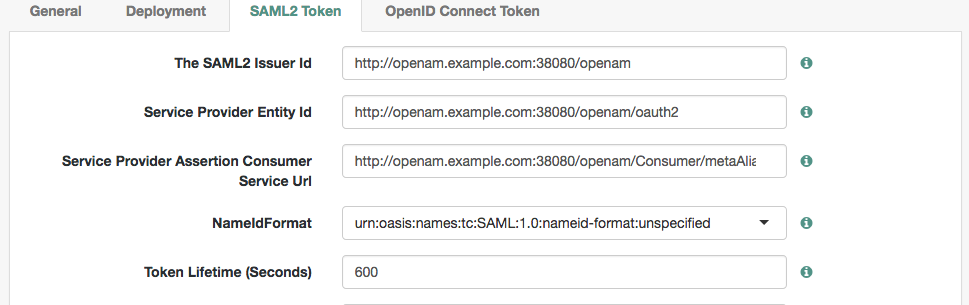 General Deployment SAML2 Token OpenID Connect Token
The SAML2 Issuer Id http://openam.example.com:38080/openam
Service Provider Entity Id http://openam.example.com:38080/openam/oauth2
Service Provider Assertion Consumer http://openam.example.com:38080/openam/Consumer/metaAlia
Service Url
NameIdFormat urn:oasis:names:tc:SAML:1.0:nameid-format:unspecified
Token Lifetime (Seconds) 600